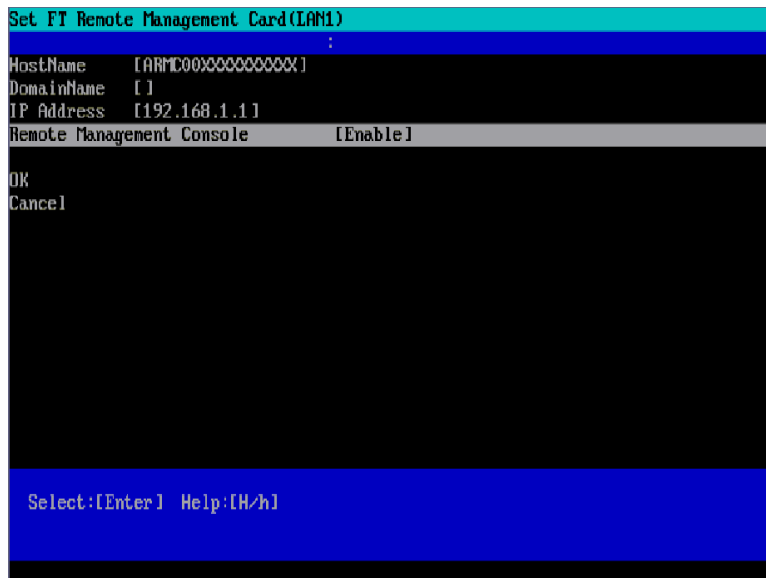 Set FT Remote Management Card(LAN1)
:
HostName [ARMC00XXXXXXXXXX]
DomainName []
IP Address [192.168.1.1]
Remote Management Console [Enable]
OK
Cancel
Select:[Enter] Help:[H/h]